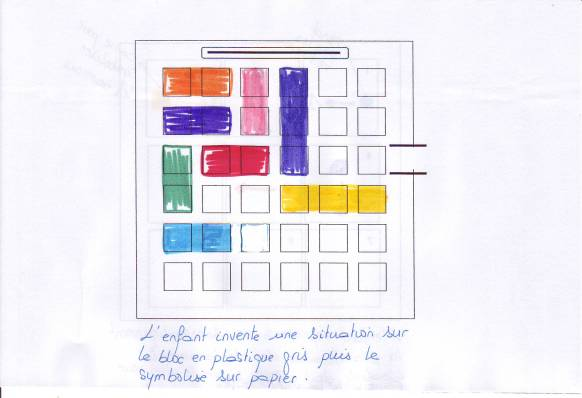 L'enfant invente une situation sur
le bloc en plastique gris puis le
symbolise sur papier.